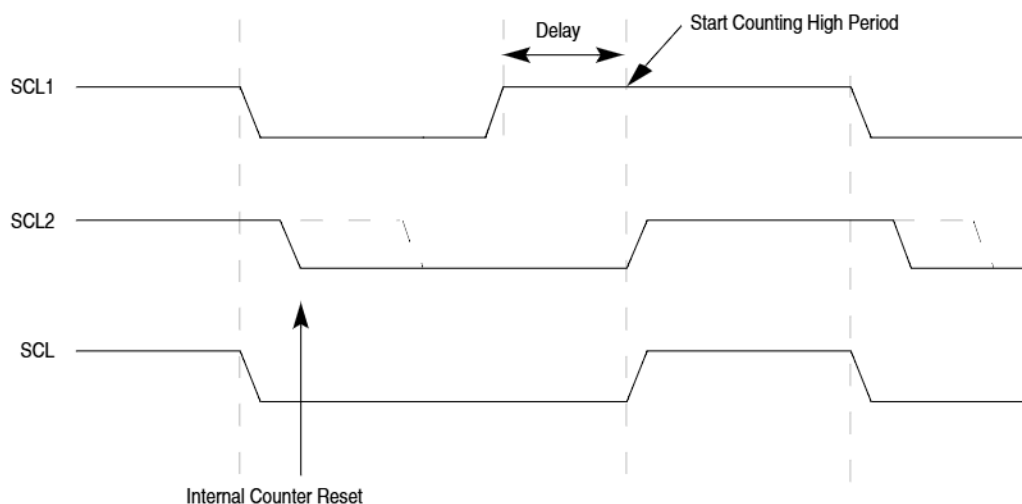 Delay
Start Counting High Period
SCL1
SCL2
SCL
Internal Counter Reset